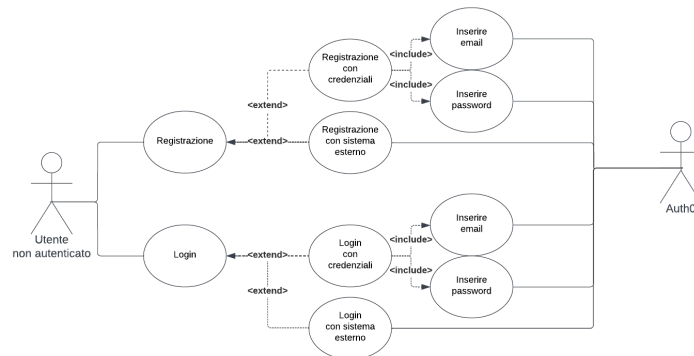 Inserire
email
Registrazione
con
credenziali
<include>
<include>
Inserire
password
<extend>
Registrazione
<extend>
Registrazione
con sistema
esterno
Auth0
Utente
non autenticato
Login
<extend>
Login
con
credenziali
<include>
<include>
Inserire
email
Inserire
password
<extend>
Login
con sistema
esterno